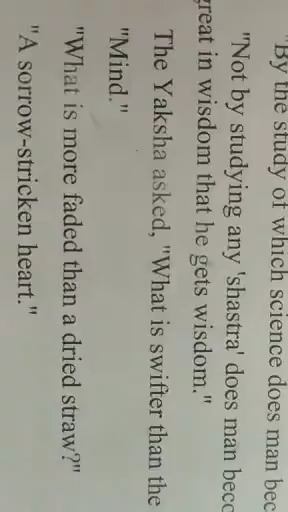 "By the study of which science does man bec
"Not by studying any 'shastra' does man beco
great in wisdom that he gets wisdom."
The Yaksha asked, "What is swifter than the
"Mind."
"What is more faded than a dried straw?"
"A sorrow-stricken heart."